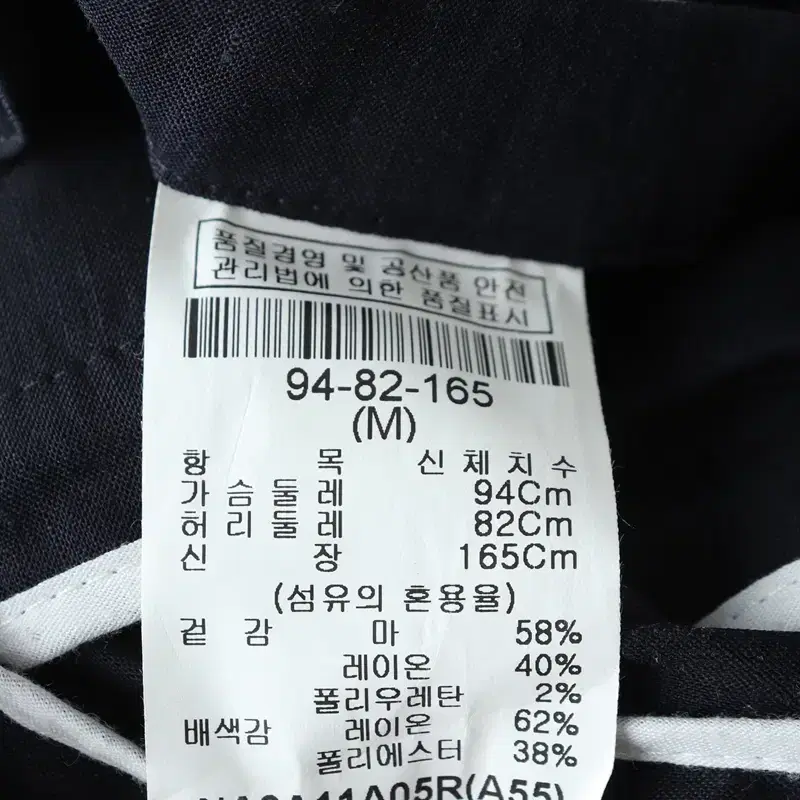 품질경영 및 공산품 안전
관리법에 의한 품질표시
94-82-165
(M)
항 목 신 체 치 수
가 슴 둘 레 94Cm
허 리 둘 레 82Cm
신 장 165Cm
(섬유의 혼용율)
겉 감 마 58%
레이온 40%
폴리우레탄 2%
배색감 레이온 62%
폴리에스터 38%